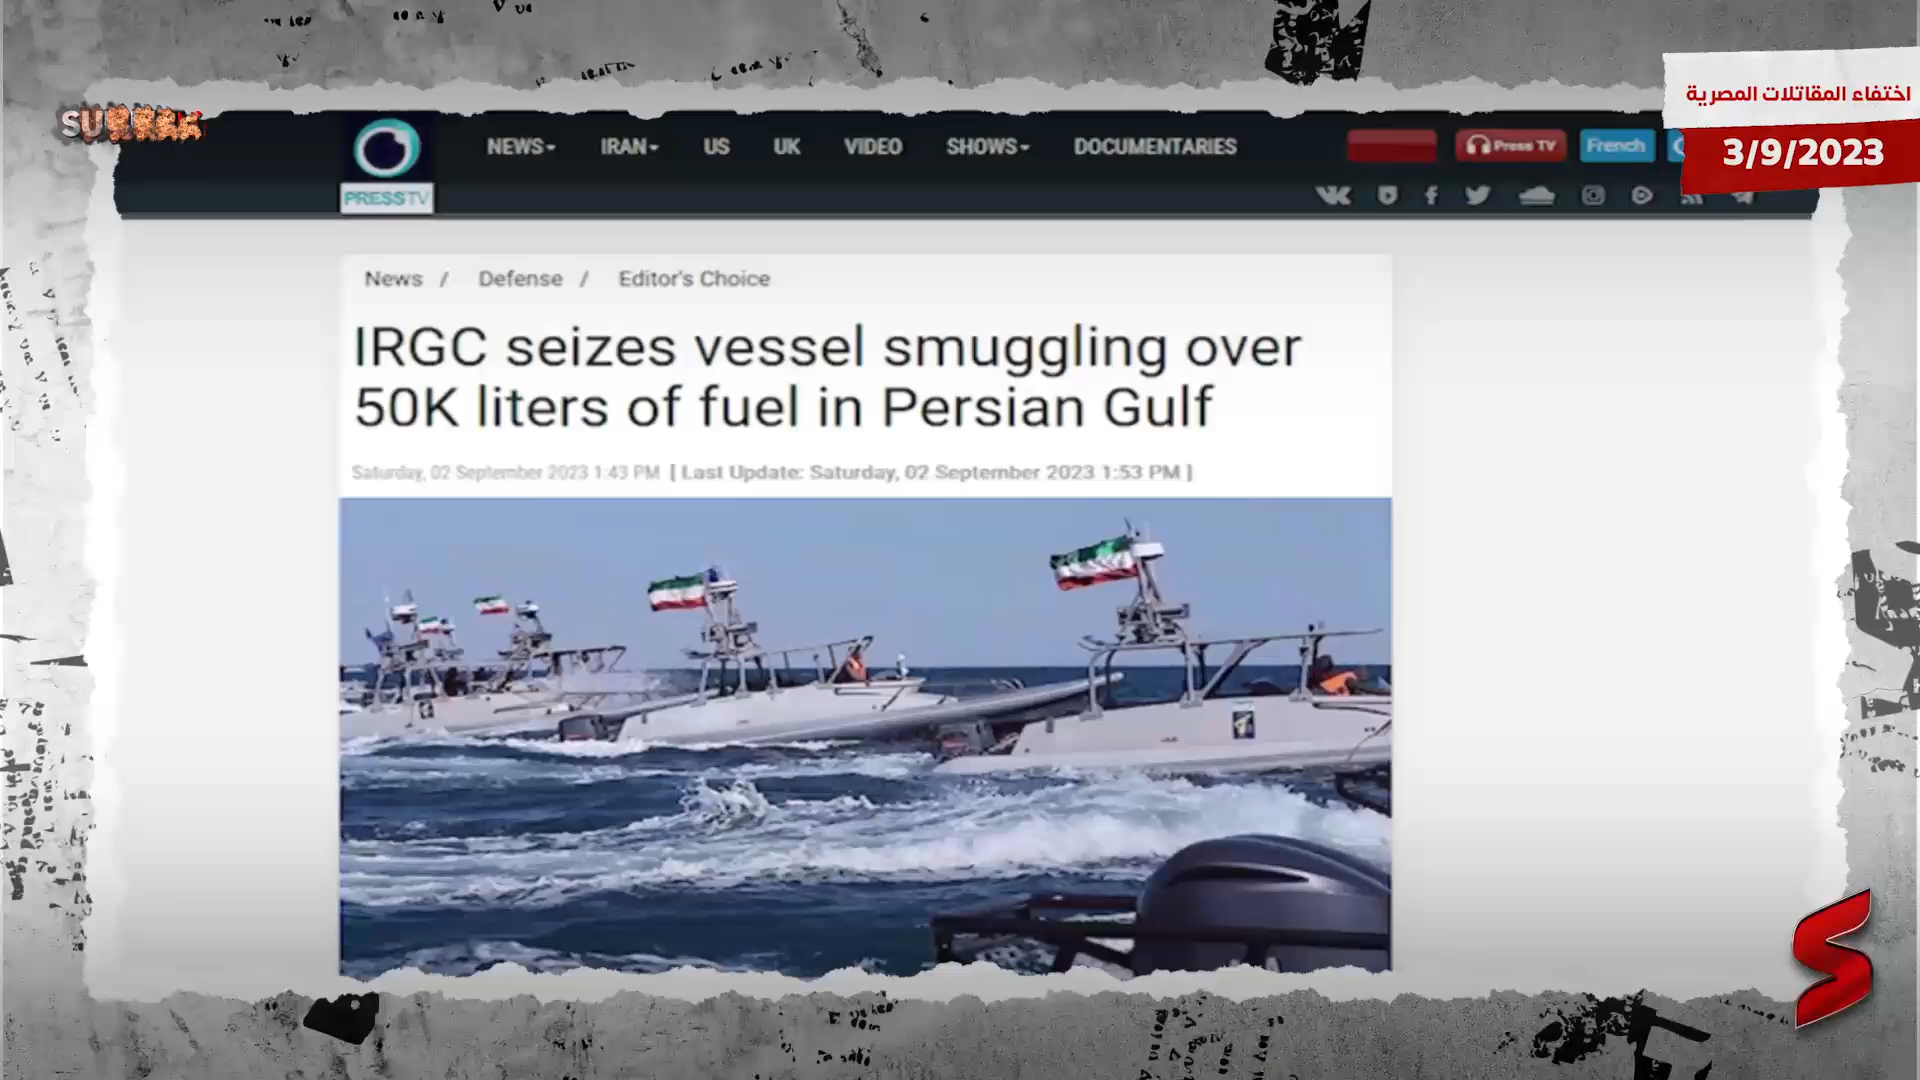 اختفاء المقاتلات المصرية
3/9/2023
NEWS IRAN US UK VIDEO SHOWS DOCUMENTARIES
Press TV
French
PRESSTV
News / Defense / Editor's Choice
IRGC seizes vessel smuggling over
50K liters of fuel in Persian Gulf
Saturday, 02 September 2023 1:43 PM [ Last Update: Saturday, 02 September 2023 1:53 PM ]